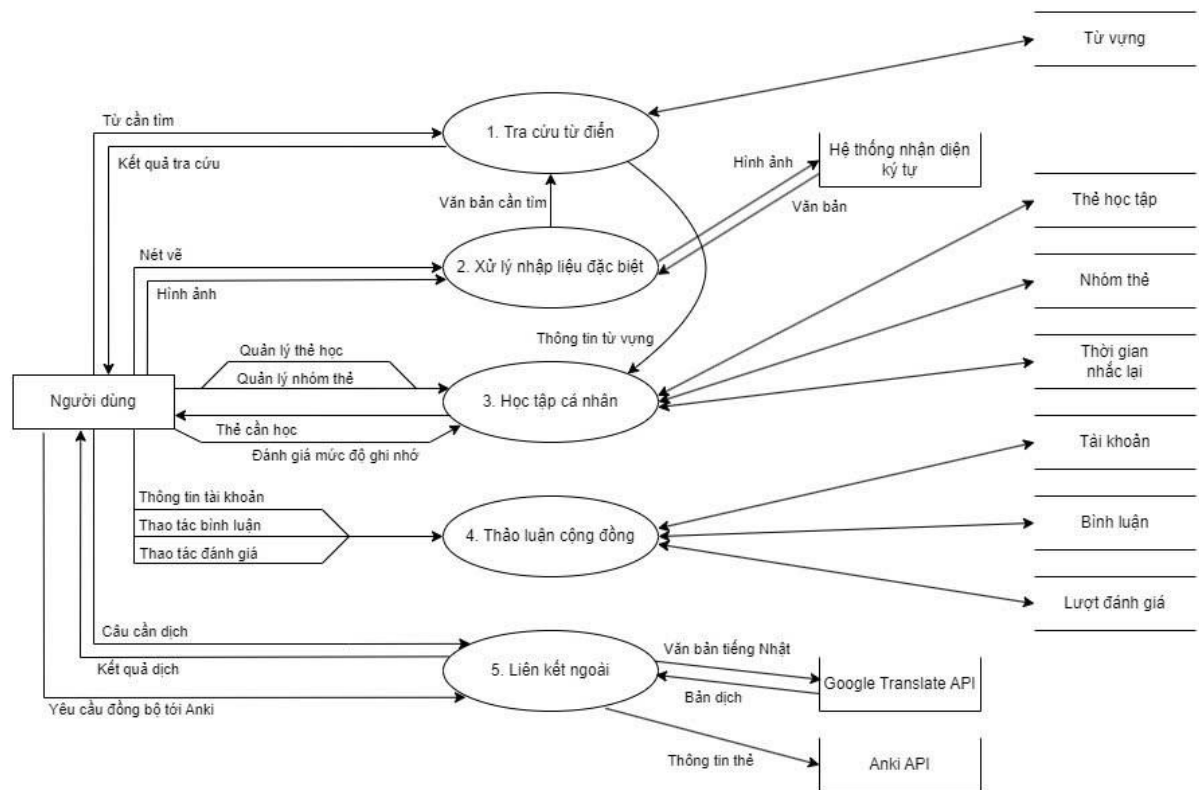 Từ vựng
Từ cần tìm
1. Tra cứu từ điển
Kết quả tra cứu
Hình ảnh
Hệ thống nhận diện
ký tự
Văn bản cần tìm
Văn bản
Thẻ học tập
Nét vẽ
2. Xử lý nhập liệu đặc biệt
Hình ảnh
Nhóm thẻ
Thông tin từ vựng
Quản lý thẻ học
Thời gian
nhắc lại
Quản lý nhóm thẻ
Người dùng
3. Học tập cá nhân
Thẻ cần học
Đánh giá mức độ ghi nhớ
Tài khoản
Thông tin tài khoản
Thao tác bình luận
4. Thảo luận cộng đồng
Bình luận
Thao tác đánh giá
Lượt đánh giá
Câu cần dịch
Văn bản tiếng Nhật
Kết quả dịch
5. Liên kết ngoài
Google Translate API
Bản dịch
Yêu cầu đồng bộ tới Anki
Thông tin thẻ
Anki API